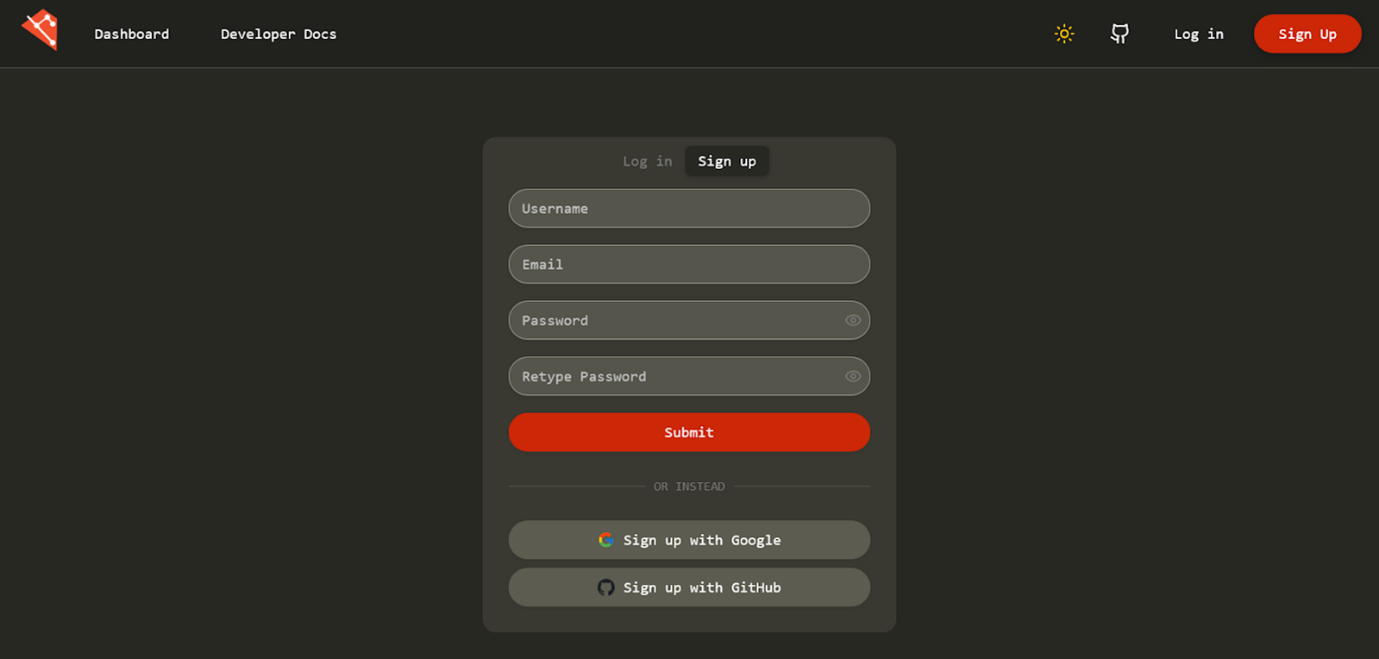 Dashboard Developer Docs Log in Sign Up
Log in Sign up
Username
Email
Password
Retype Password
Submit
OR INSTEAD
Sign up with Google
Sign up with GitHub